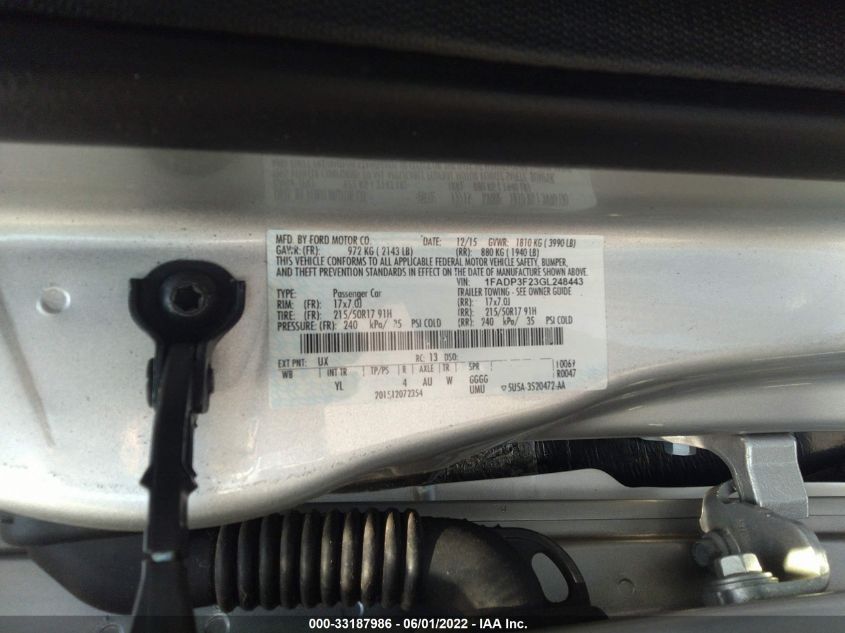 MFD. BY FORD MOTOR CO. DATE: 12/15 GVWR: 1810 KG ( 3990 LB)
GAWR: (FR): 972 KG ( 2143 LB) (RR): 880 KG ( 1940 LB)
THIS VEHICLE CONFORMS TO ALL APPLICABLE FEDERAL MOTOR VEHICLE SAFETY, BUMPER,
AND THEFT PREVENTION STANDARDS IN EFFECT ON THE DATE OF MANUFACTURE SHOWN ABOVE.
VIN: 1FADP3F23GL248443
TYPE: Passenger Car TRAILER TOWING - SEE OWNER GUIDE
RIM: (FR): 17x7.0J (RR): 17x7.0J
TIRE: (FR): 215/50R17 91H (RR): 215/50R17 91H
PRESSURE: (FR): 240 kPa/ 35 PSI COLD (RR): 240 kPa/ 35 PSI COLD
EXT PNT: UX RC: 13 DSO:
WB INT TR TP/PS R AXLE TR SPR I0069
YL 4 AU W GGGG R0047
UMU
201512072354 5U5A-3520472-AA
000-33187986 - 06/01/2022 - IAA Inc.